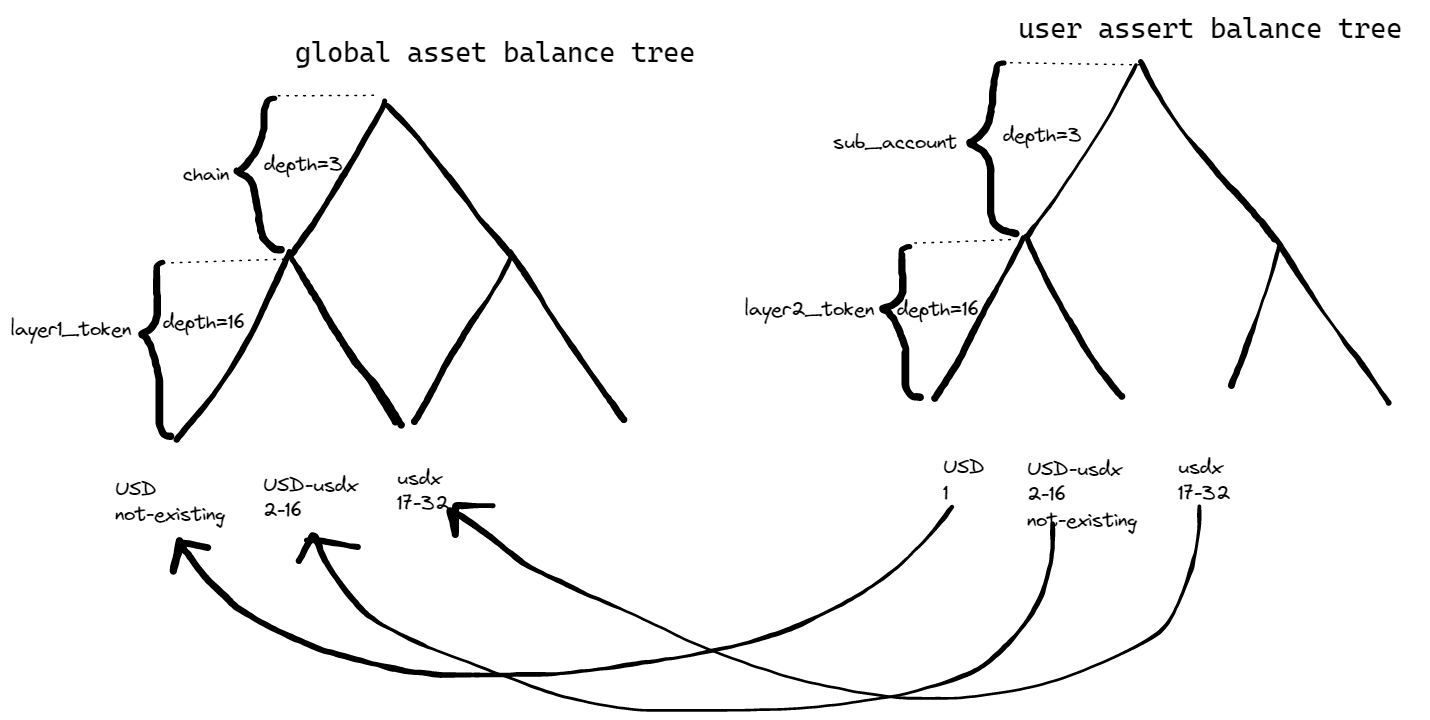 global asset balance tree
chain
depth=3
layer1_token
depth=16
USD
not-existing
USD-usdx
2-16
usdx
17-32
user assert balance tree
sub_account
depth=3
layer2_token
depth=16
USD
1
USD-usdx
2-16
not-existing
usdx
17-32